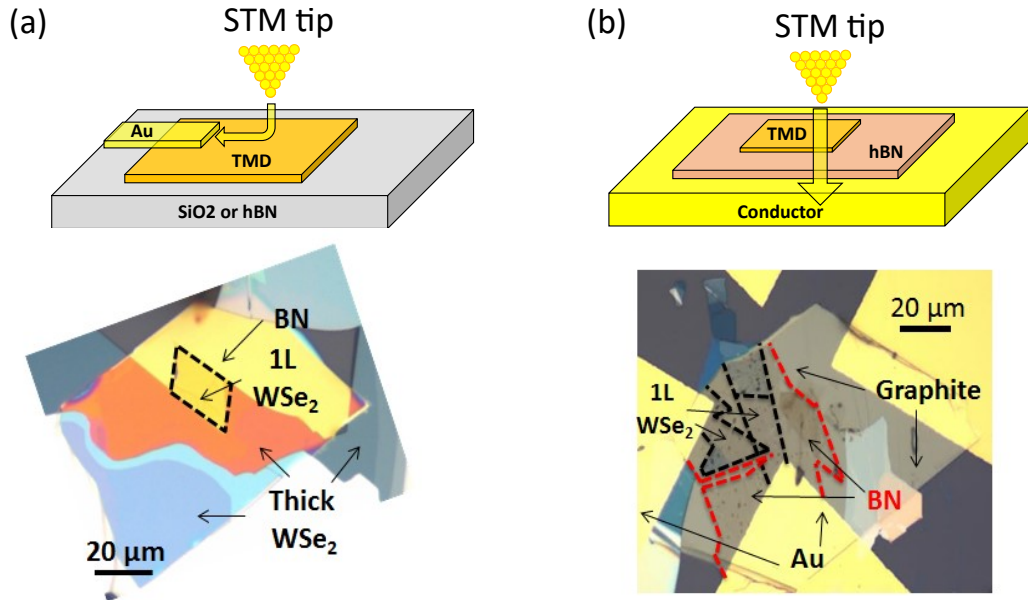 (a)
STM tip
Au
TMD
SiO2 or hBN
BN
1L
WSe₂
Thick
WSe₂
20 µm
(b)
STM tip
TMD
hBN
Conductor
20 µm
1L
WSe₂
Graphite
BN
Au